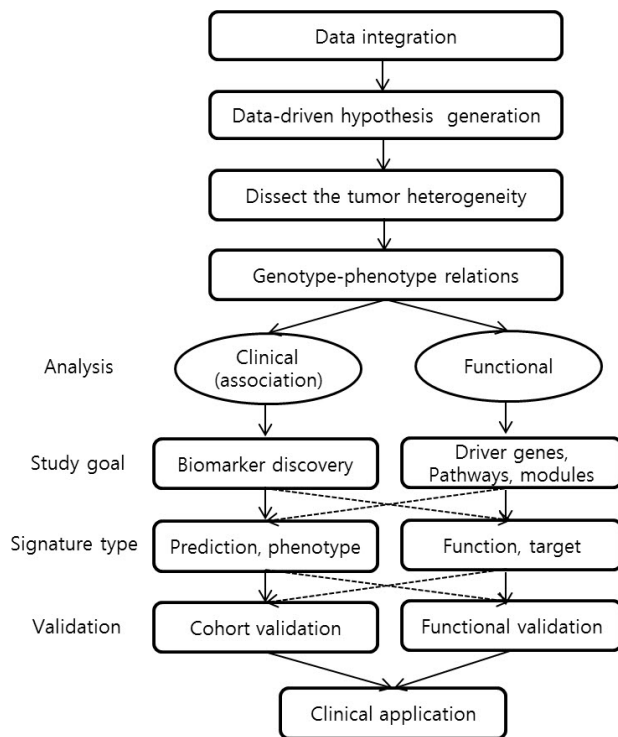 Data integration
Data-driven hypothesis generation
Dissect the tumor heterogeneity
Genotype-phenotype relations
Analysis
Clinical
(association)
Functional
Study goal
Biomarker discovery
Driver genes,
Pathways, modules
Signature type
Prediction, phenotype
Function, target
Validation
Cohort validation
Functional validation
Clinical application